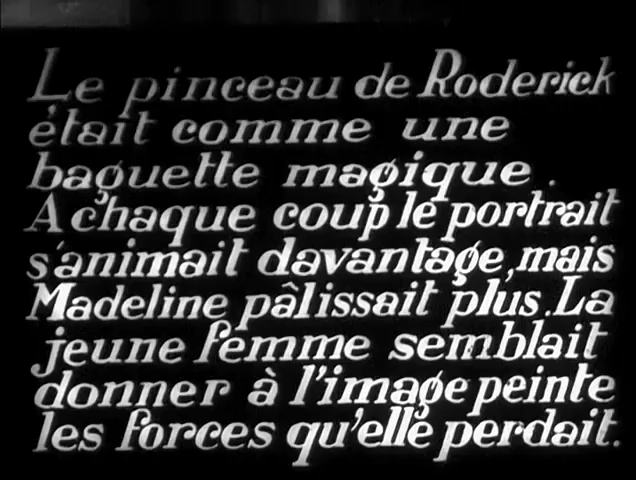 Le pinceau de Roderick
était comme une
baguette magique.
A chaque coup le portrait
s'animait davantage, mais
Madeline pâlissait plus. La
jeune femme semblait
donner à l'image peinte
les forces qu'elle perdait.